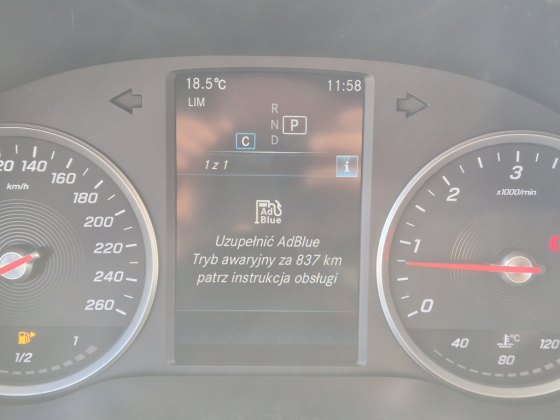 18.5°C 11:58
LIM
R
N P
C D
1 z 1 i
Ad
Blue
Uzupełnić AdBlue
Tryb awaryjny za 837 km
patrz instrukcja obsługi
120 140 160 180 200 220 240 260
km/h
1/2 1
0 1 2 3
x1000/min
°C
40 80 120